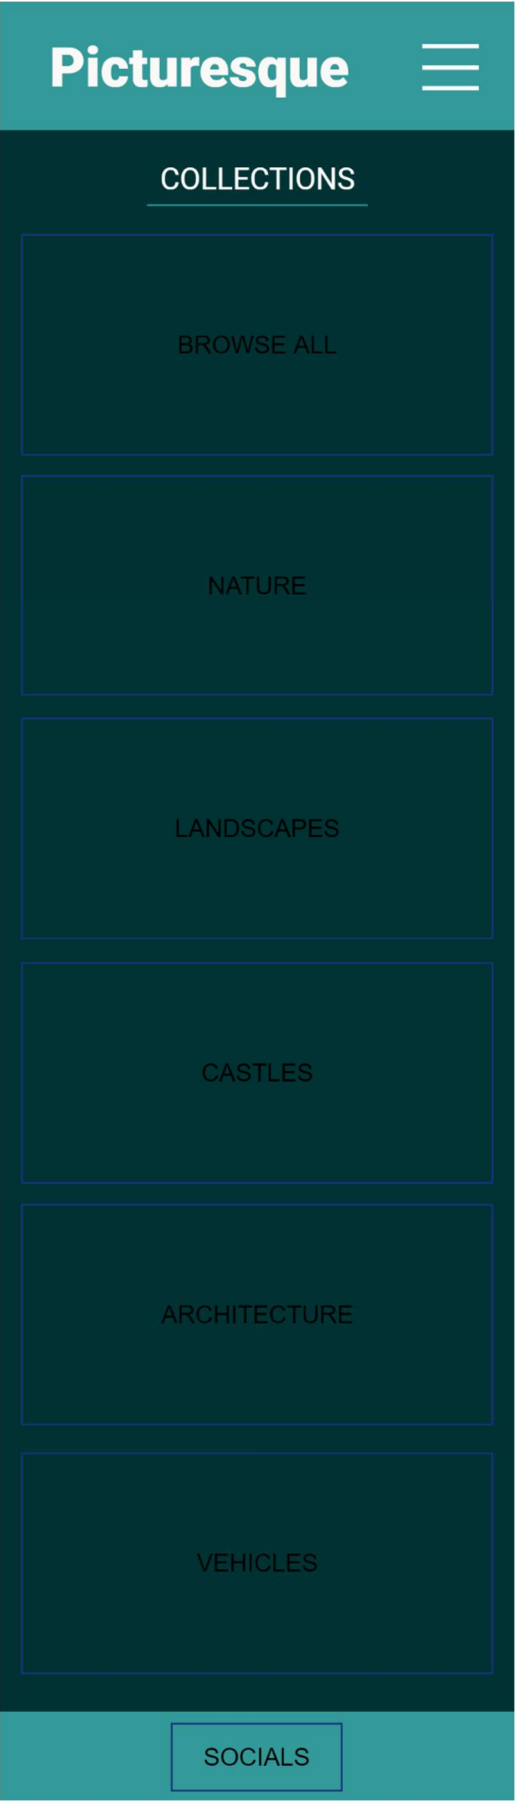 Picturesque
COLLECTIONS
BROWSE ALL
NATURE
LANDSCAPES
CASTLES
ARCHITECTURE
VEHICLES
SOCIALS